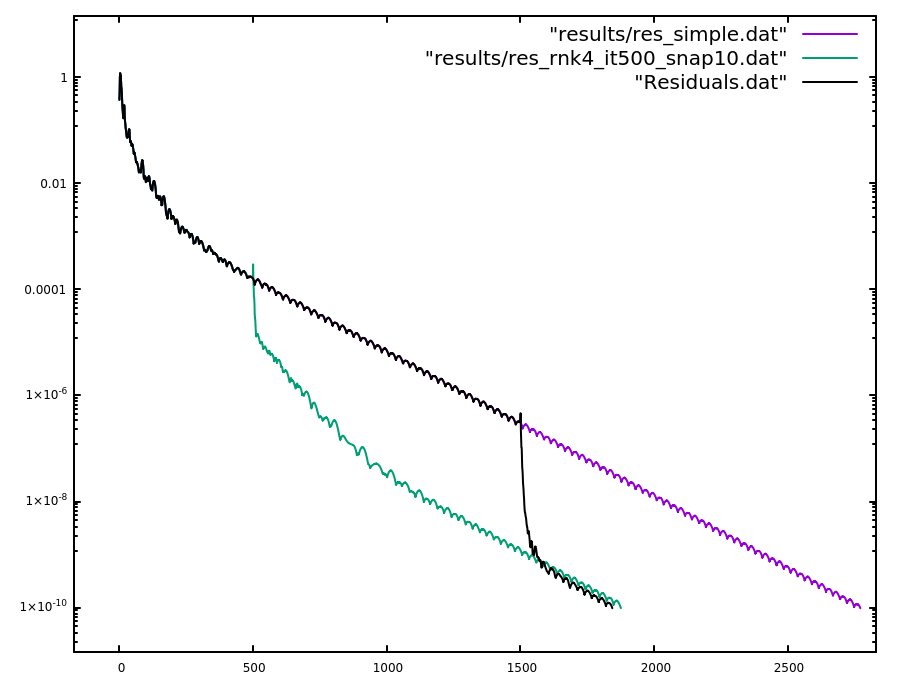 "results/res_simple.dat"
"results/res_rnk4_it500_snap10.dat"
"Residuals.dat"
1
0.01
0.0001
1×10⁻⁶
1×10⁻⁸
1×10⁻¹⁰
0 500 1000 1500 2000 2500